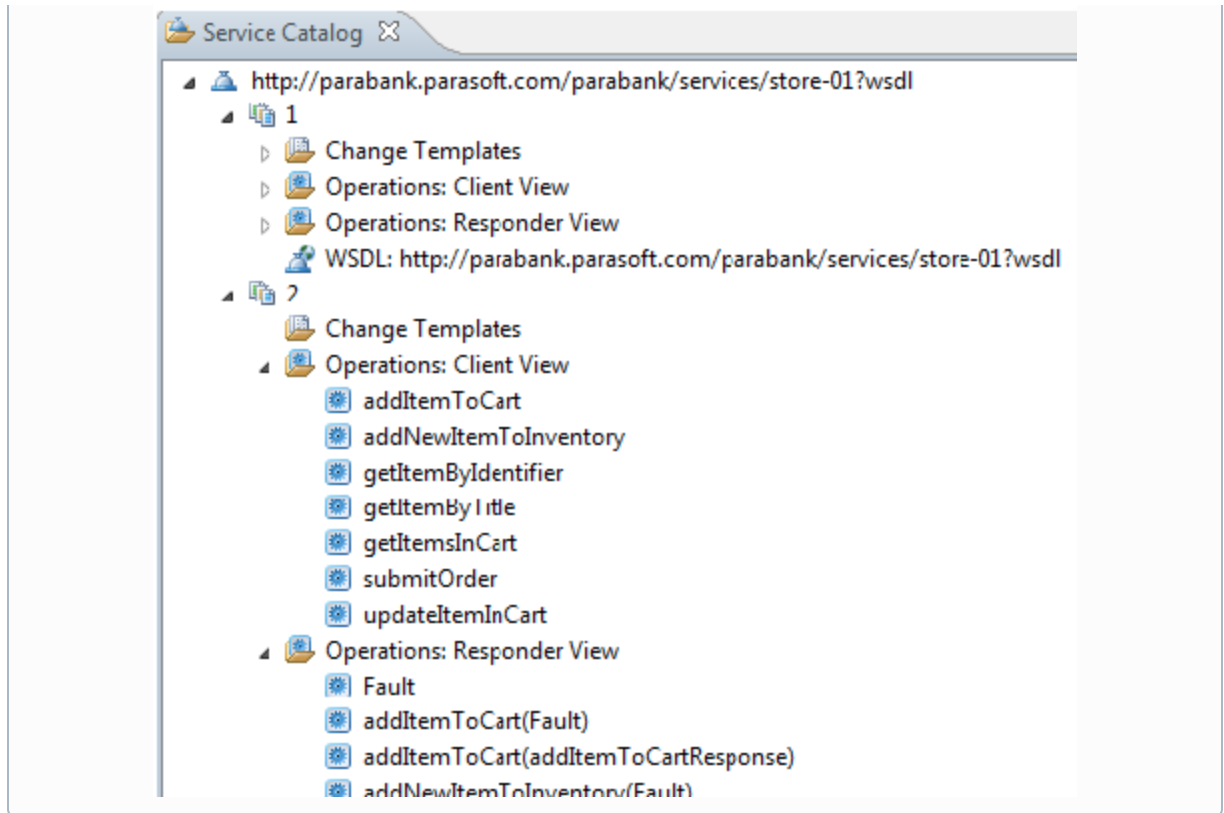 Service Catalog
http://parabank.parasoft.com/parabank/services/store-01?wsdl
1
Change Templates
Operations: Client View
Operations: Responder View
WSDL: http://parabank.parasoft.com/parabank/services/store-01?wsdl
2
Change Templates
Operations: Client View
addItemToCart
addNewItemToInventory
getItemByIdentifier
getItemByTitle
getItemsInCart
submitOrder
updateItemInCart
Operations: Responder View
Fault
addItemToCart(Fault)
addItemToCart(addItemToCartResponse)
addNewItemToInventory(Fault)